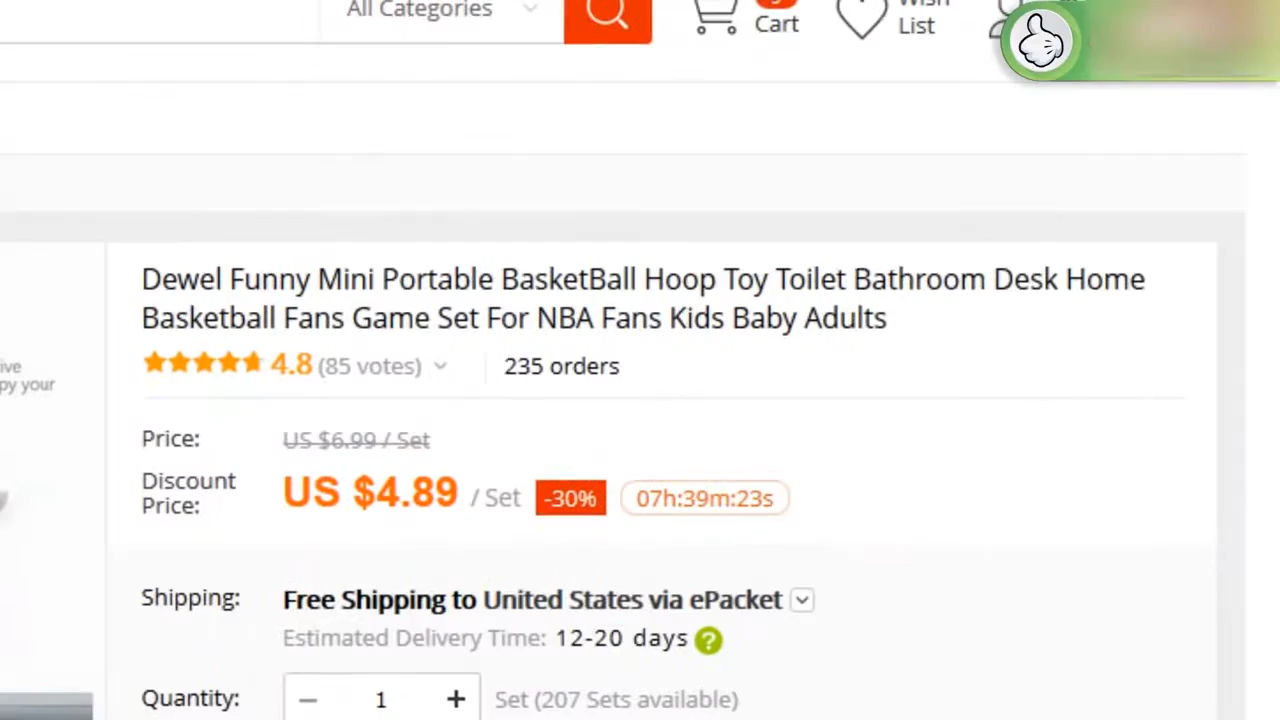 All Categories
Cart
Wish
List
Dewel Funny Mini Portable BasketBall Hoop Toy Toilet Bathroom Desk Home
Basketball Fans Game Set For NBA Fans Kids Baby Adults
4.8 (85 votes)
235 orders
ive
py your
Price:
US $6.99 / Set
Discount
Price:
US $4.89 / Set
-30%
07h:39m:23s
Shipping:
Free Shipping to United States via ePacket
Estimated Delivery Time: 12-20 days ?
Quantity:
− 1 +
Set (207 Sets available)